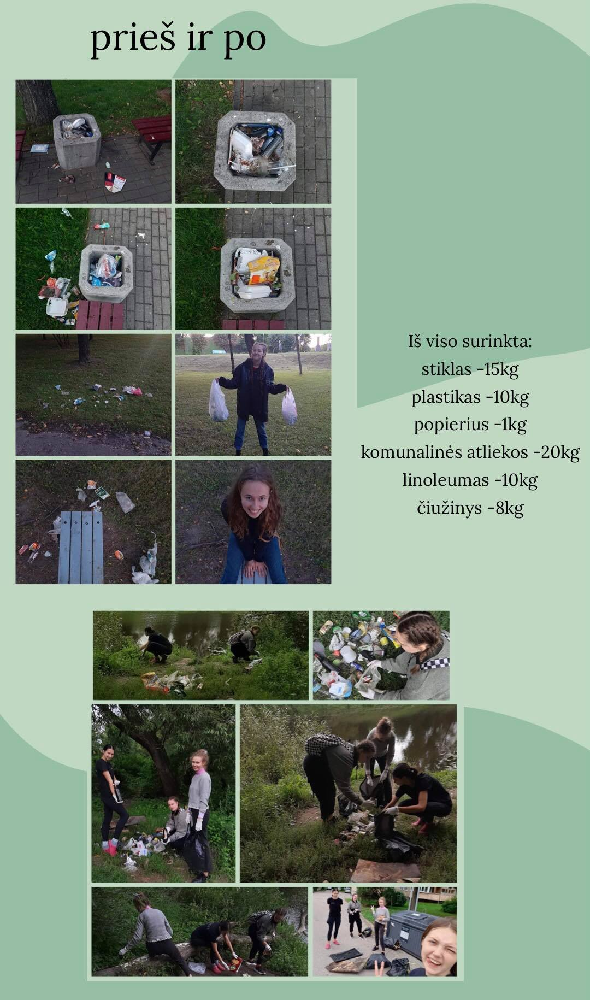 prieš ir po
Iš viso surinkta:
stiklas -15kg
plastikas -10kg
popierius -1kg
komunalinės atliekos -20kg
linoleumas -10kg
čiužinys -8kg